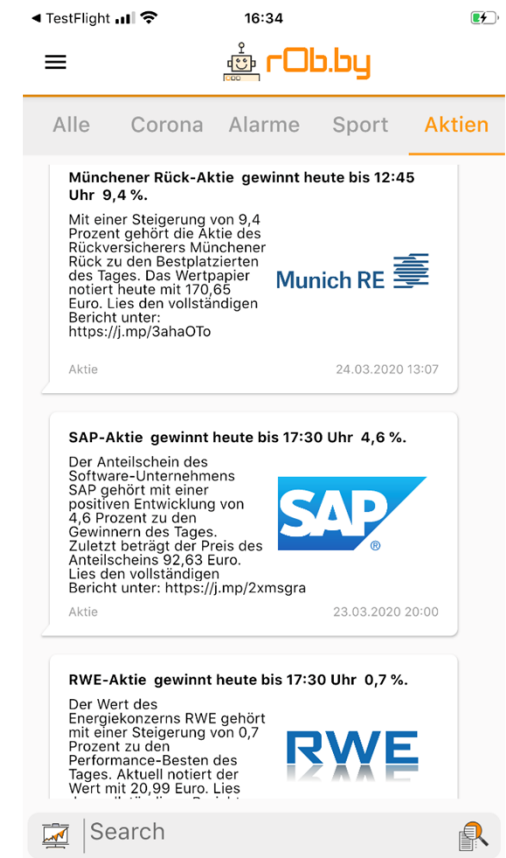 TestFlight
16:34
rOb.by
Alle Corona Alarme Sport Aktien
Münchener Rück-Aktie gewinnt heute bis 12:45
Uhr 9,4 %.
Mit einer Steigerung von 9,4
Prozent gehört die Aktie des
Rückversicherers Münchener
Rück zu den Bestplatzierten
des Tages. Das Wertpapier
notiert heute mit 170,65
Euro. Lies den vollständigen
Bericht unter:
https://j.mp/3ahaOTo
Munich RE
Aktie 24.03.2020 13:07
SAP-Aktie gewinnt heute bis 17:30 Uhr 4,6 %.
Der Anteilschein des
Software-Unternehmens
SAP gehört mit einer
positiven Entwicklung von
4,6 Prozent zu den
Gewinnern des Tages.
Zuletzt beträgt der Preis des
Anteilscheins 92,63 Euro.
Lies den vollständigen
Bericht unter: https://j.mp/2xmsgra
SAP®
Aktie 23.03.2020 20:00
RWE-Aktie gewinnt heute bis 17:30 Uhr 0,7 %.
Der Wert des
Energiekonzerns RWE gehört
mit einer Steigerung von 0,7
Prozent zu den
Performance-Besten des
Tages. Aktuell notiert der
Wert mit 20,99 Euro. Lies
RWE
Search